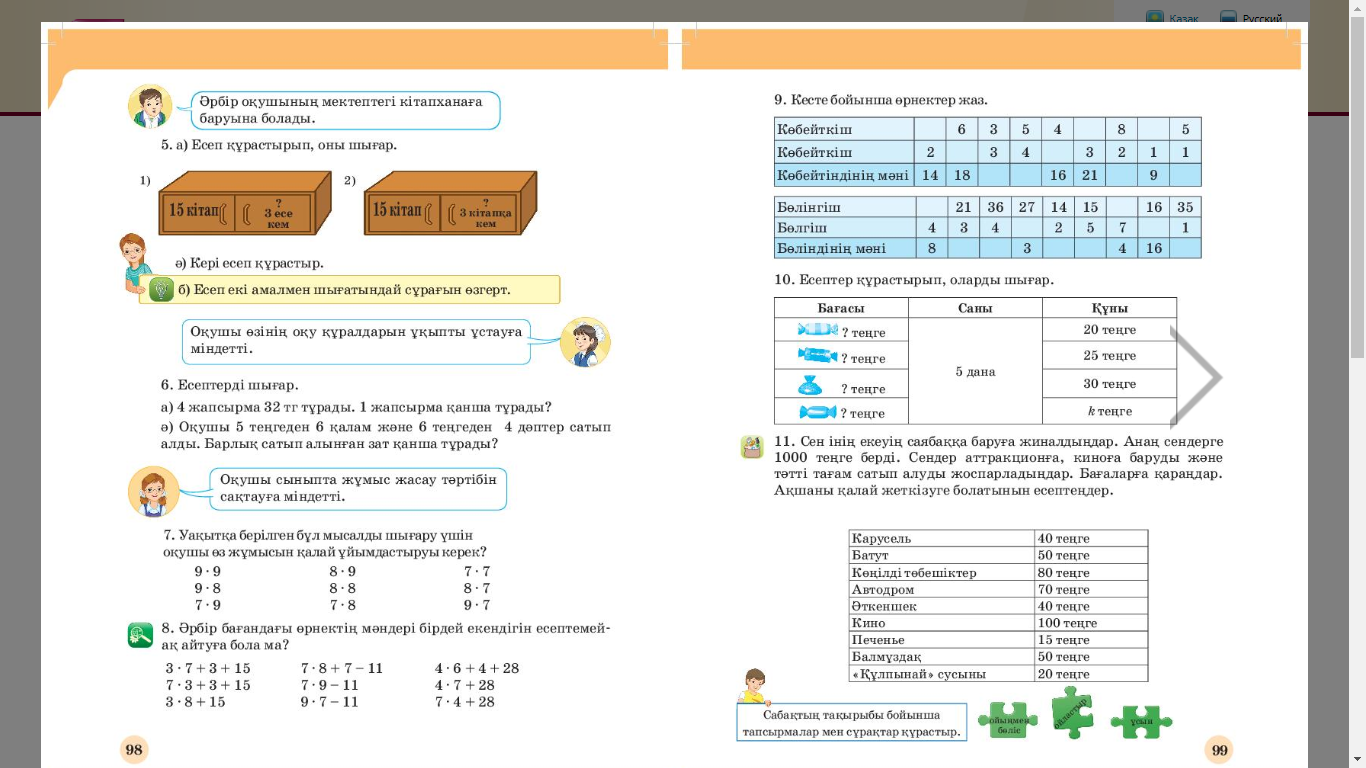 Қазақ Русский
Әрбір оқушының мектептегі кітапханаға
баруына болады.
5. а) Есеп құрастырып, оны шығар.
1)
15 кітап ? 3 есе кем
2)
15 кітап ? 3 кітапқа кем
ә) Кері есеп құрастыр.
б) Есеп екі амалмен шығатындай сұрағын өзгерт.
Оқушы өзінің оқу құралдарын ұқыпты ұстауға
міндетті.
6. Есептерді шығар.
а) 4 жапсырма 32 тг тұрады. 1 жапсырма қанша тұрады?
ә) Оқушы 5 теңгеден 6 қалам және 6 теңгеден 4 дәптер сатып
алды. Барлық сатып алынған зат қанша тұрады?
Оқушы сыныпта жұмыс жасау тәртібін
сақтауға міндетті.
7. Уақытқа берілген бұл мысалды шығару үшін
оқушы өз жұмысын қалай ұйымдастыруы керек?
9 · 9 8 · 9 7 · 7
9 · 8 8 · 8 8 · 7
7 · 9 7 · 8 9 · 7
8. Әрбір бағандағы өрнектің мәндері бірдей екендігін есептемей-
ақ айтуға бола ма?
3 · 7 + 3 + 15 7 · 8 + 7 − 11 4 · 6 + 4 + 28
7 · 3 + 3 + 15 7 · 9 − 11 4 · 7 + 28
3 · 8 + 15 9 · 7 − 11 7 · 4 + 28
98
9. Кесте бойынша өрнектер жаз.
Көбейткіш 6 3 5 4 8 5
Көбейткіш 2 3 4 3 2 1 1
Көбейтіндінің мәні 14 18 16 21 9
Бөлінгіш 21 36 27 14 15 16 35
Бөлгіш 4 3 4 2 5 7 1
Бөліндінің мәні 8 3 4 16
10. Есептер құрастырып, оларды шығар.
Бағасы Саны Құны
? теңге 20 теңге
? теңге 25 теңге
5 дана
? теңге 30 теңге
? теңге k теңге
11. Сен інің екеуің саябаққа баруға жиналдыңдар. Анаң сендерге
1000 теңге берді. Сендер аттракционға, киноға баруды және
тәтті тағам сатып алуды жоспарладыңдар. Бағаларға қараңдар.
Ақшаны қалай жеткізуге болатынын есептеңдер.
Карусель 40 теңге
Батут 50 теңге
Көңілді төбешіктер 80 теңге
Автодром 70 теңге
Әткеншек 40 теңге
Кино 100 теңге
Печенье 15 теңге
Балмұздақ 50 теңге
«Құлпынай» сусыны 20 теңге
Сабақтың тақырыбы бойынша
тапсырмалар мен сұрақтар құрастыр.
ойыңмен
бөліс
ойластыр
ұсын
99